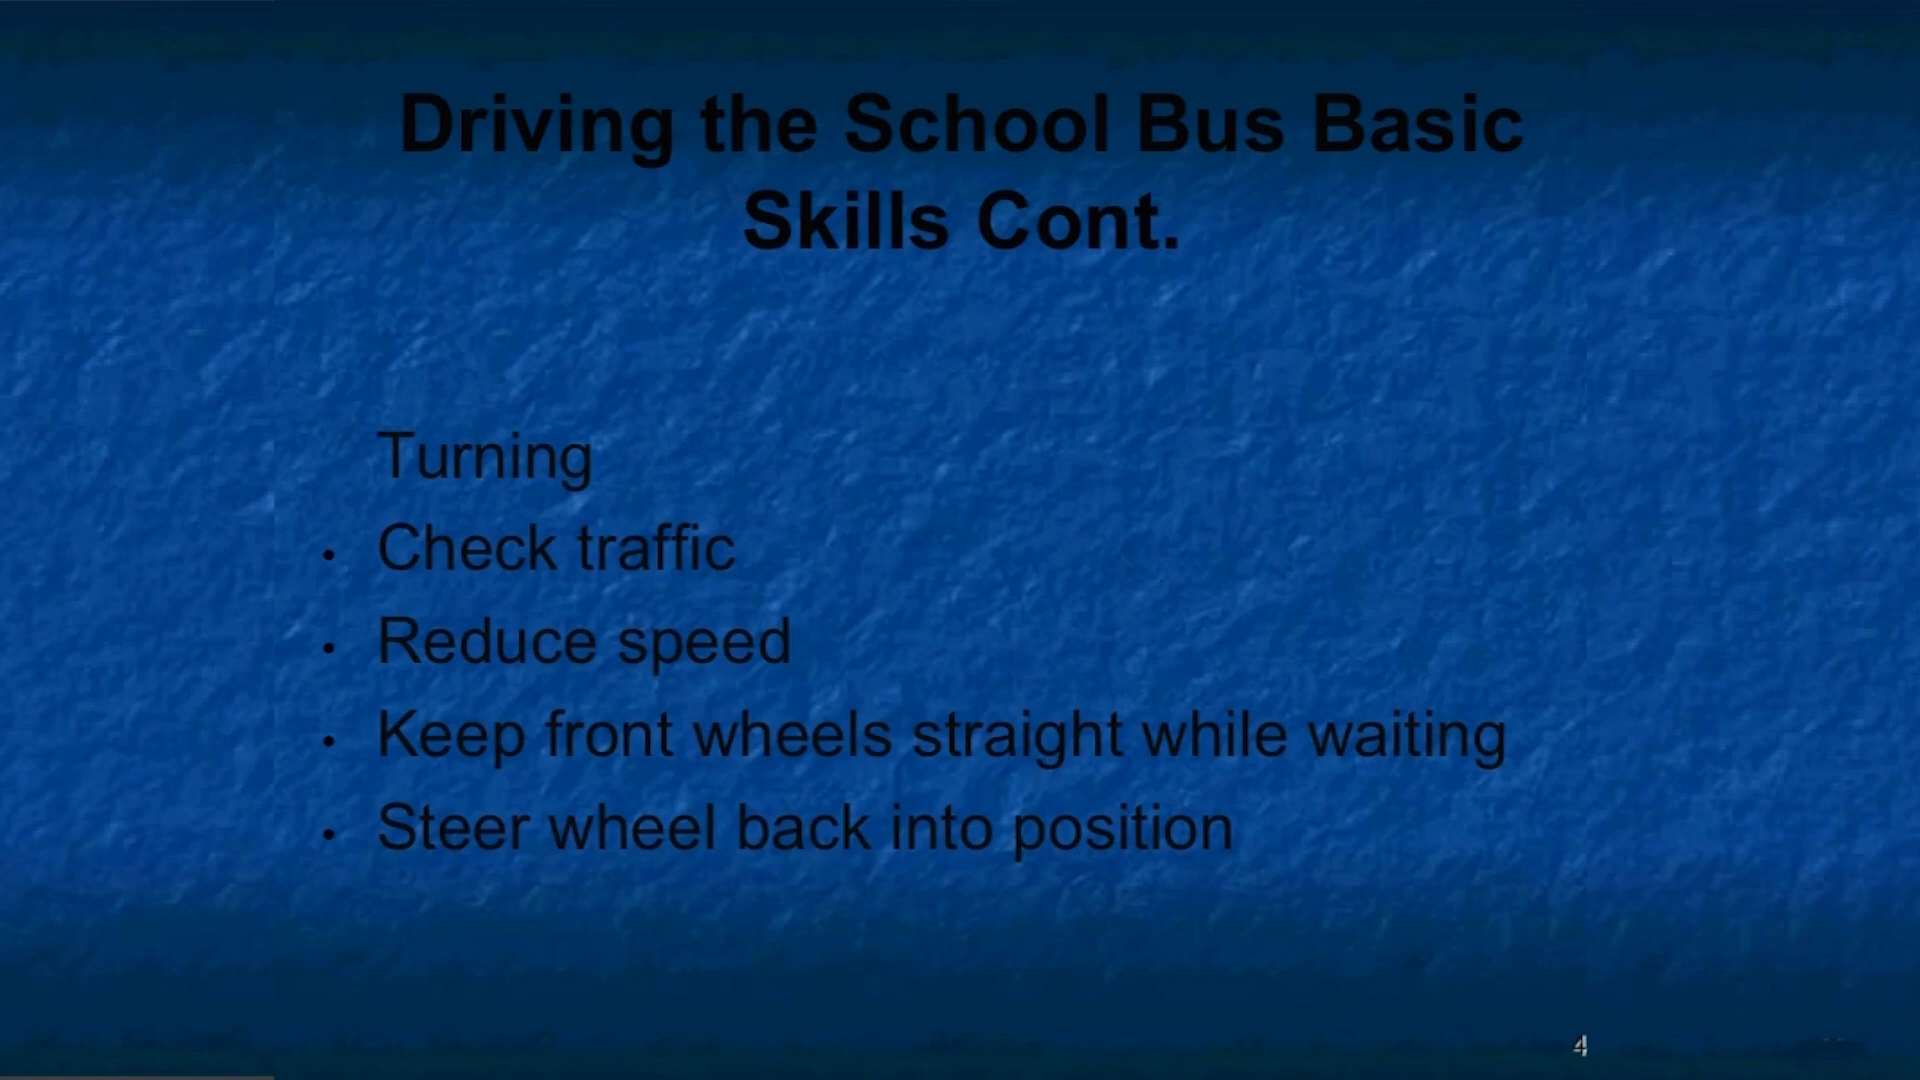 Driving the School Bus Basic
Skills Cont.
Turning
• Check traffic
• Reduce speed
• Keep front wheels straight while waiting
• Steer wheel back into position
4